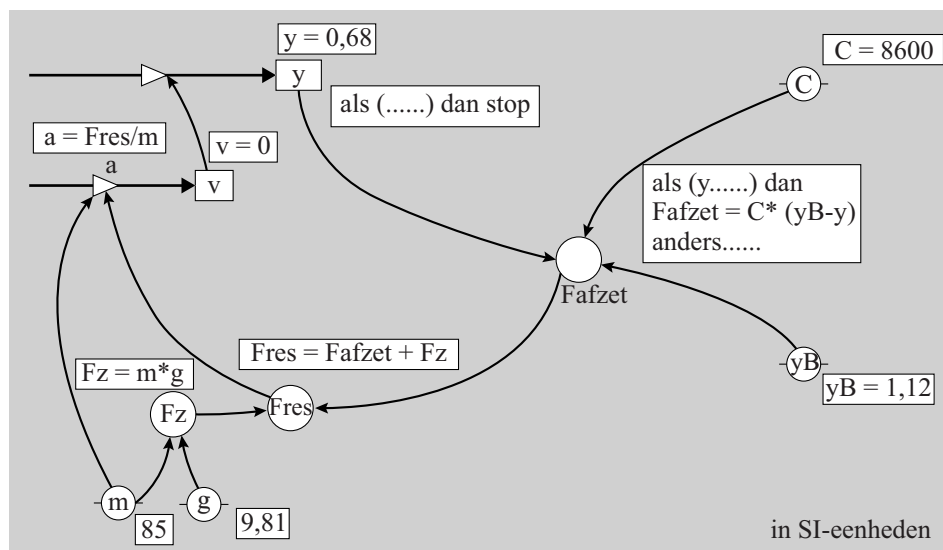 y = 0,68
C = 8600
y
C
als (......) dan stop
a = Fres/m
v = 0
a
v
als (y......) dan
Fafzet = C* (yB-y)
anders......
Fafzet
Fres = Fafzet + Fz
yB
Fz = m*g
yB = 1,12
Fz
Fres
m
g
85
9,81
in SI-eenheden